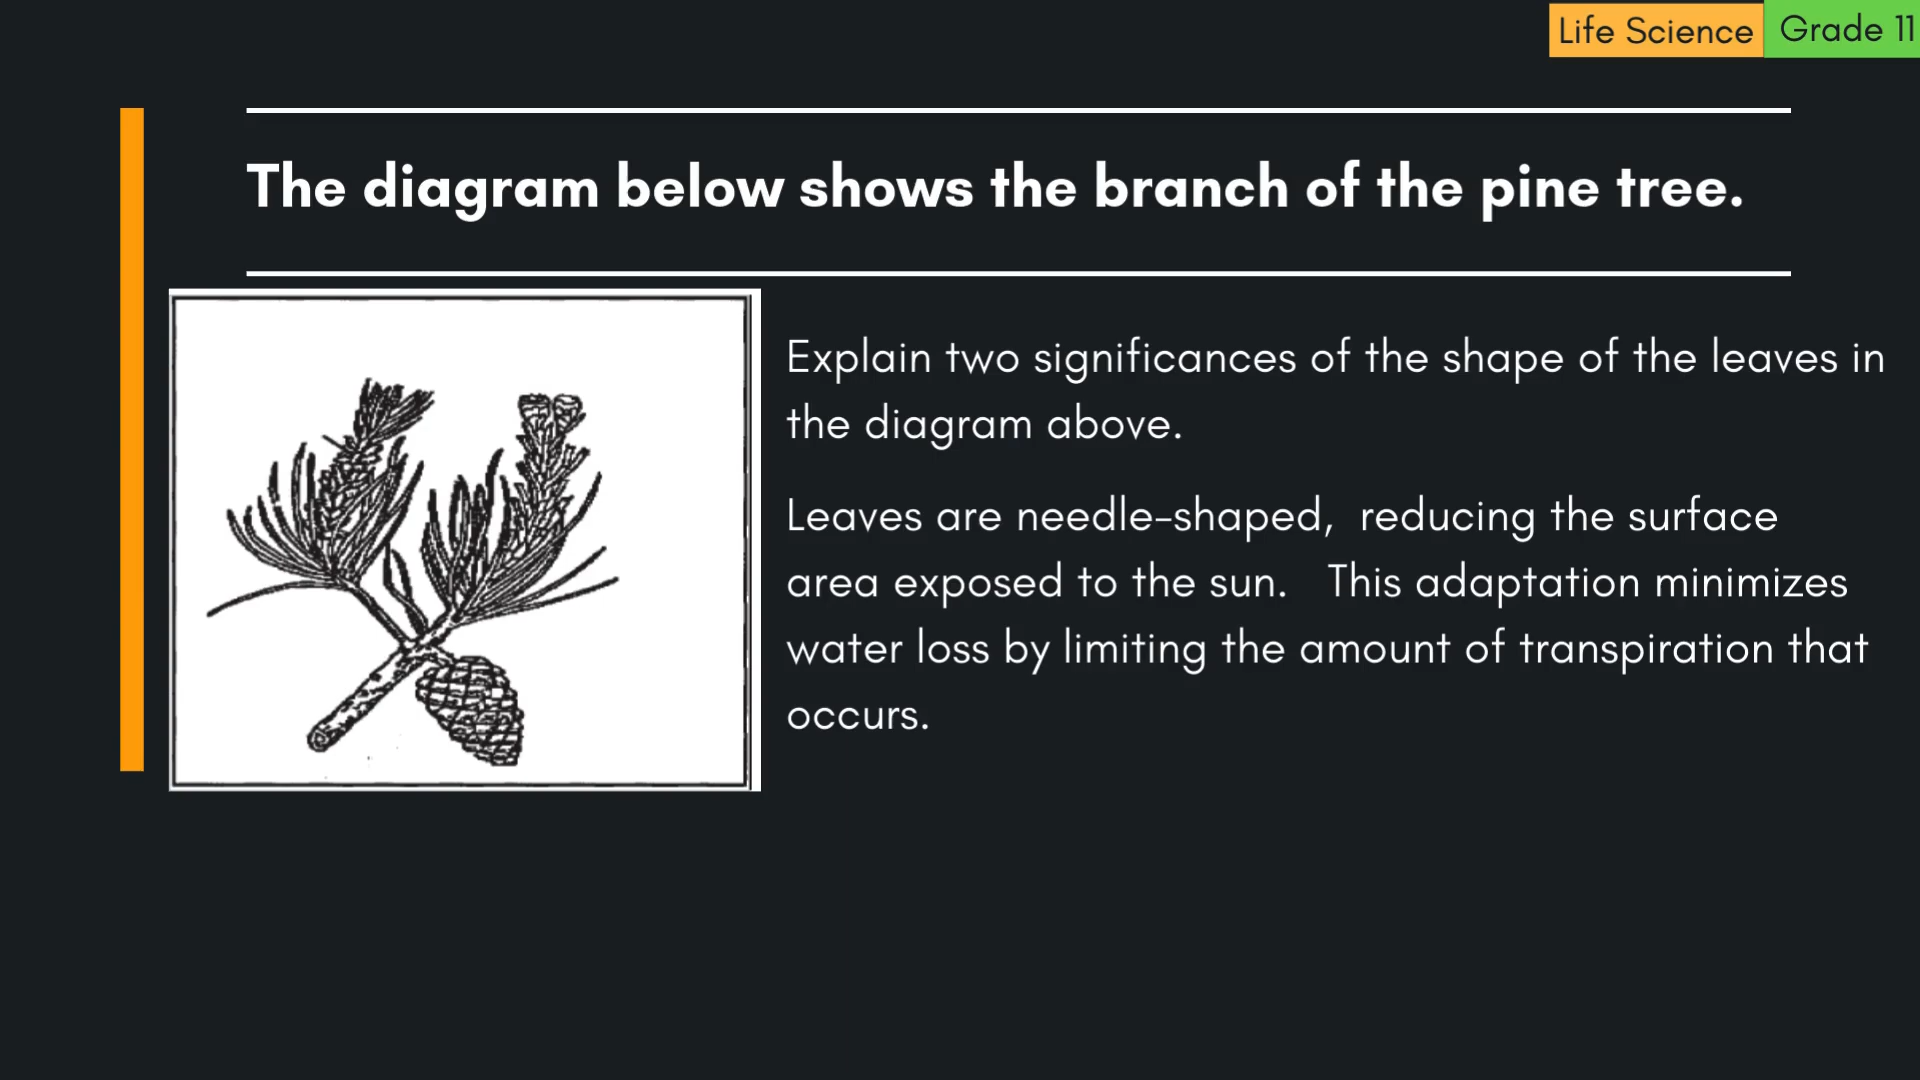 Life Science
Grade 11
The diagram below shows the branch of the pine tree.
Explain two significances of the shape of the leaves in
the diagram above.
Leaves are needle-shaped, reducing the surface
area exposed to the sun. This adaptation minimizes
water loss by limiting the amount of transpiration that
occurs.